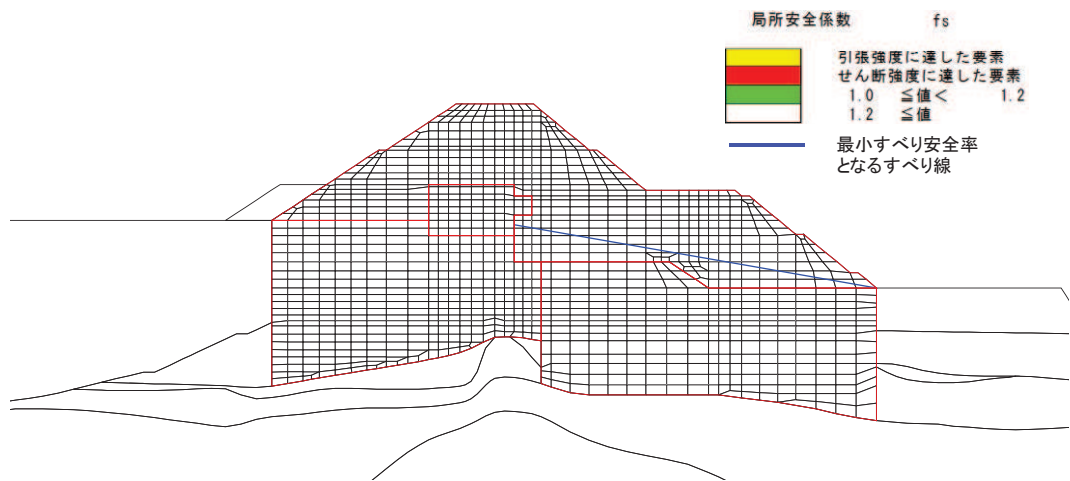 局所安全係数 fs
引張強度に達した要素
せん断強度に達した要素
1.0 ≦値＜ 1.2
1.2 ≦値
最小すべり安全率
となるすべり線